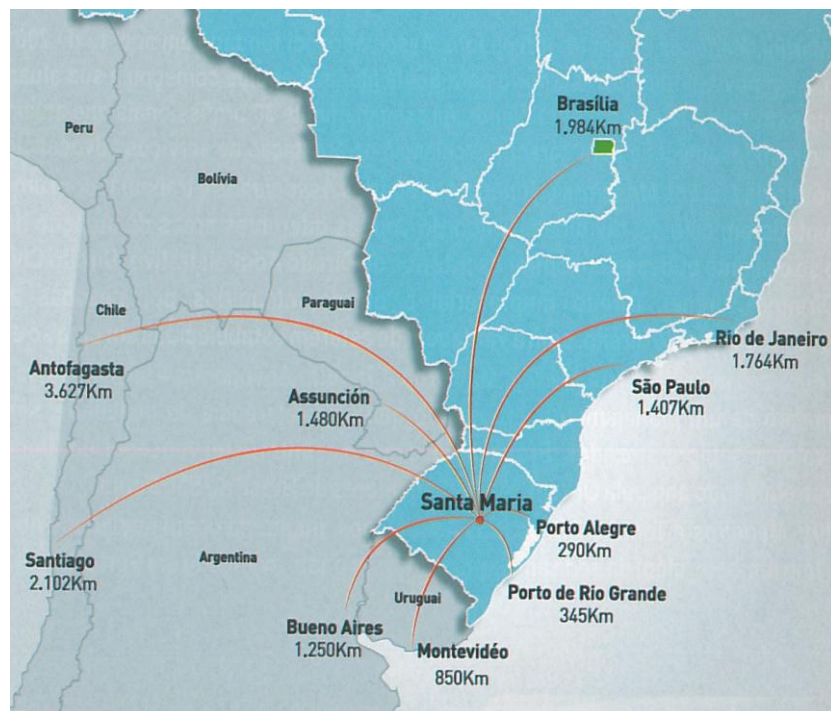 Brasília
1.984Km
Peru
Bolívia
Paraguai
Chile
Antofagasta
3.627Km
Assunción
1.480Km
Rio de Janeiro
1.764Km
São Paulo
1.407Km
Santa Maria
Porto Alegre
290Km
Santiago
2.102Km
Argentina
Uruguai
Porto de Rio Grande
345Km
Bueno Aires
1.250Km
Montevidéo
850Km